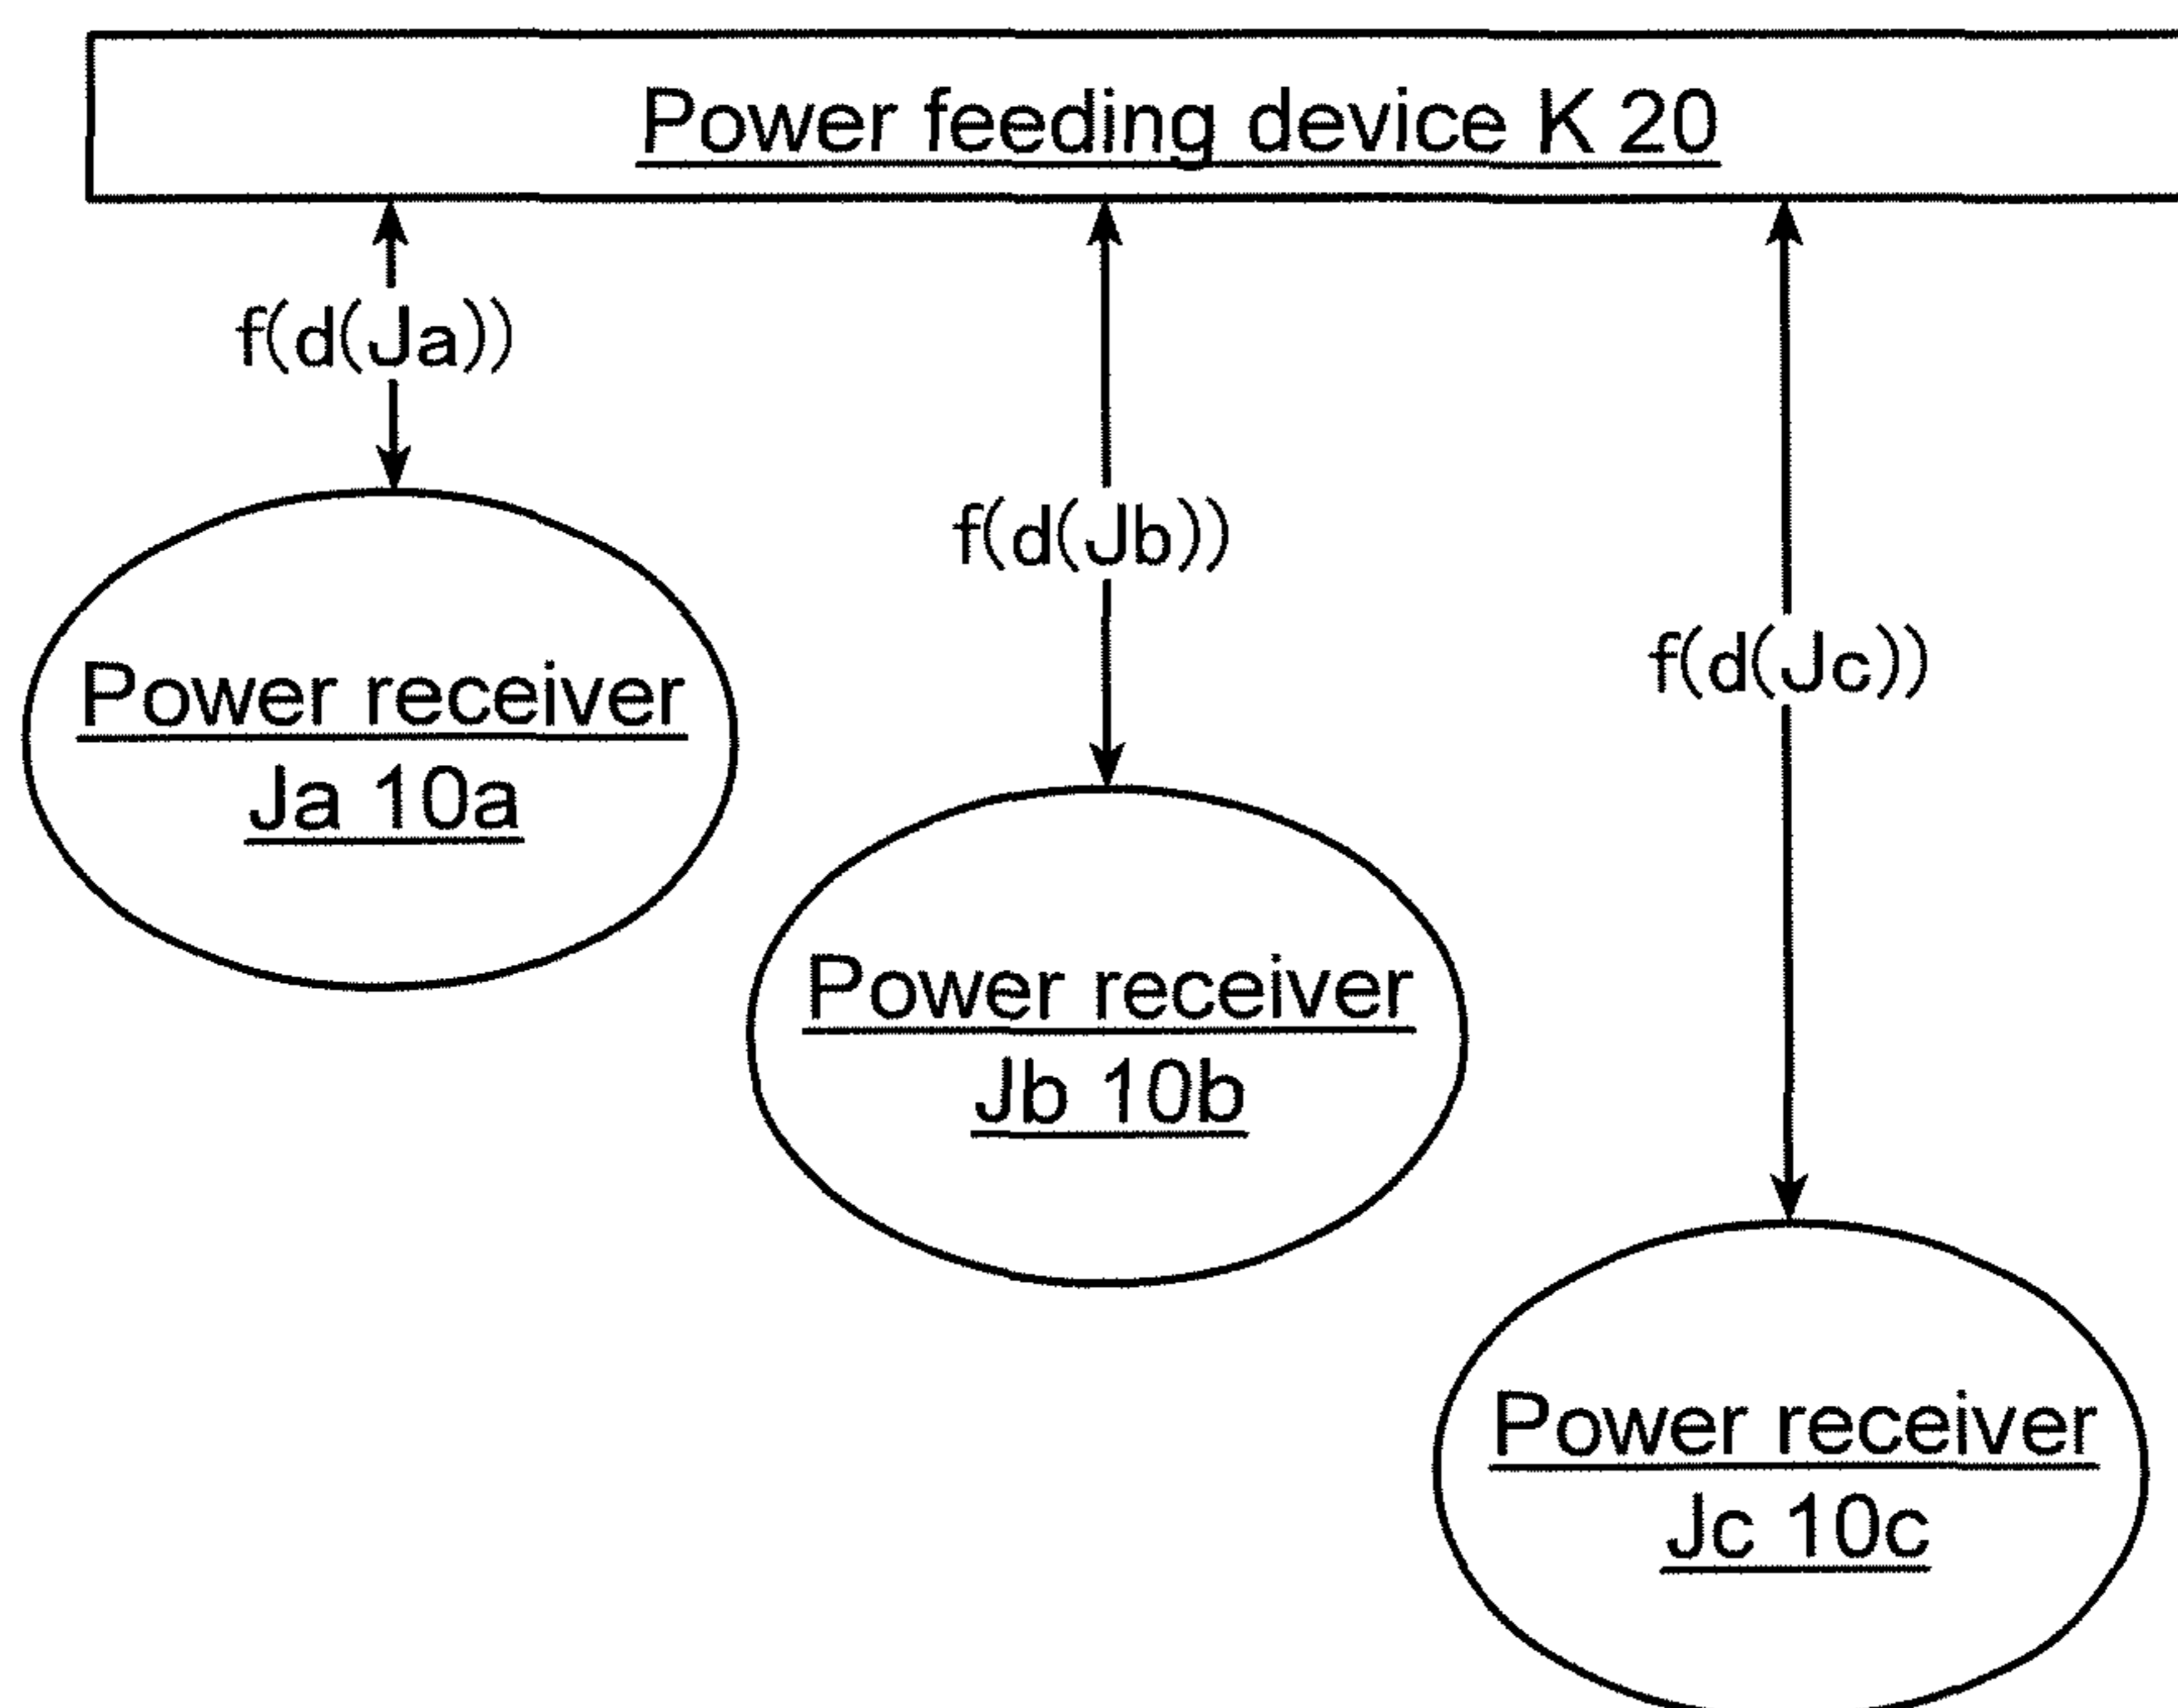 Power feeding device K 20
f(d(Ja))
f(d(Jb))
f(d(Jc))
Power receiver
Ja 10a
Power receiver
Jb 10b
Power receiver
Jc 10c